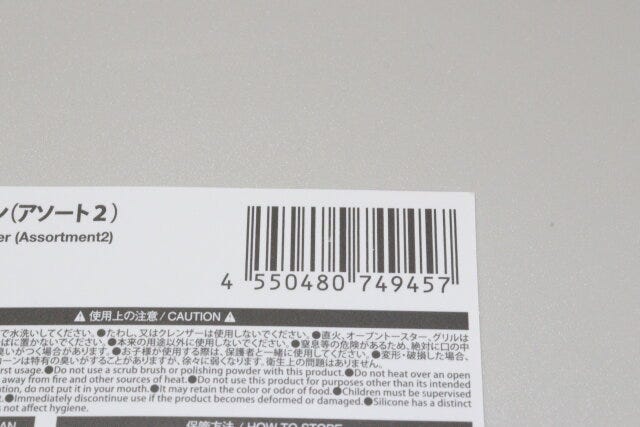 ン(アソート2)
er (Assortment2)
4 550480 749457
使用上の注意 / CAUTION
で水洗いしてください。●たわし、又はクレンザーは使用しないでください。●直火、オーブントースター、グリルは
ばに置かないでください。●本来の用途以外に使用しないでください。●窒息等の危険があるため、絶対に口の中
臭いがつく場合があります。●お子様が使用する際は、保護者と一緒に使用してください。●変形・破損した場合、
ーンは特有の臭いがすることがありますが、徐々に弱くなります。衛生上の問題はありません。
rst usage.●Do not use a scrub brush or polishing powder with this product.●Do not heat over an open
away from fire and other sources of heat.●Do not use this product for purposes other than its intended
ation, do not put it in your mouth.●It may retain the color or odor of food.●Children must be supervised
t.●Immediately discontinue use if the product becomes deformed or damaged.●Silicone has a distinct
s not affect hygiene.
保管方法 / HOW TO STORE